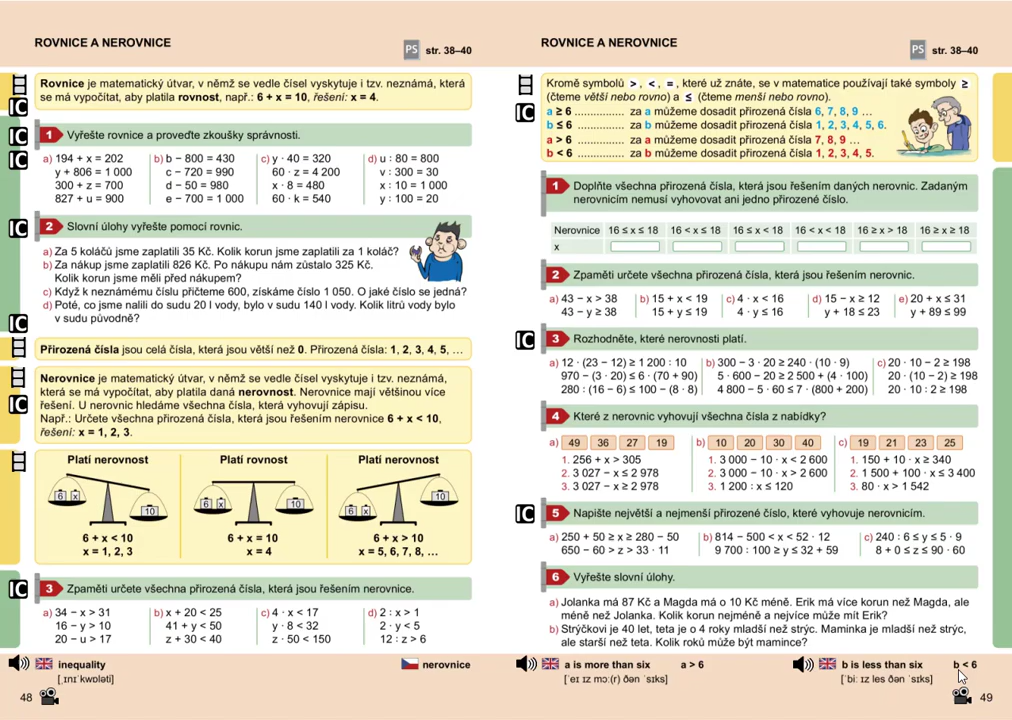 ROVNICE A NEROVNICE
PS str. 38–40
Rovnice je matematický útvar, v němž se vedle čísel vyskytuje i tzv. neznámá, která
se má vypočítat, aby platila rovnost, např.: 6 + x = 10, řešení: x = 4.
1 Vyřešte rovnice a proveďte zkoušky správnosti.
a) 194 + x = 202 b) b − 800 = 430 c) y · 40 = 320 d) u : 80 = 800
y + 806 = 1 000 c − 720 = 990 60 · z = 4 200 v : 300 = 30
300 + z = 700 d − 50 = 980 x · 8 = 480 x : 10 = 1 000
827 + u = 900 e − 700 = 1 000 60 · k = 540 y : 100 = 20
2 Slovní úlohy vyřešte pomocí rovnic.
a) Za 5 koláčů jsme zaplatili 35 Kč. Kolik korun jsme zaplatili za 1 koláč?
b) Za nákup jsme zaplatili 826 Kč. Po nákupu nám zůstalo 325 Kč.
Kolik korun jsme měli před nákupem?
c) Když k neznámému číslu přičteme 600, získáme číslo 1 050. O jaké číslo se jedná?
d) Poté, co jsme nalili do sudu 20 l vody, bylo v sudu 140 l vody. Kolik litrů vody bylo
v sudu původně?
Přirozená čísla jsou celá čísla, která jsou větší než 0. Přirozená čísla: 1, 2, 3, 4, 5, …
Nerovnice je matematický útvar, v němž se vedle čísel vyskytuje i tzv. neznámá,
která se má vypočítat, aby platila daná nerovnost. Nerovnice mají většinou více
řešení. U nerovnic hledáme všechna čísla, která vyhovují zápisu.
Např.: Určete všechna přirozená čísla, která jsou řešením nerovnice 6 + x < 10,
řešení: x = 1, 2, 3.
Platí nerovnost Platí rovnost Platí nerovnost
6 x 10 6 x 10 6 x 10
6 + x < 10 6 + x = 10 6 + x > 10
x = 1, 2, 3 x = 4 x = 5, 6, 7, 8, …
3 Zpaměti určete všechna přirozená čísla, která jsou řešením nerovnice.
a) 34 − x > 31 b) x + 20 < 25 c) 4 · x < 17 d) 2 : x > 1
16 − y > 10 41 + y < 50 y · 8 < 32 2 · y < 5
20 − u > 17 z + 30 < 40 z · 50 < 150 12 : z > 6
inequality nerovnice
[ˌɪnɪˈkwɒləti]
48
ROVNICE A NEROVNICE
PS str. 38–40
Kromě symbolů >, <, =, které už znáte, se v matematice používají také symboly ≥
(čteme větší nebo rovno) a ≤ (čteme menší nebo rovno).
a ≥ 6 ............... za a můžeme dosadit přirozená čísla 6, 7, 8, 9 …
b ≤ 6 ............... za b můžeme dosadit přirozená čísla 1, 2, 3, 4, 5, 6.
a > 6 .............. za a můžeme dosadit přirozená čísla 7, 8, 9 …
b < 6 .............. za b můžeme dosadit přirozená čísla 1, 2, 3, 4, 5.
1 Doplňte všechna přirozená čísla, která jsou řešením daných nerovnic. Zadaným
nerovnicím nemusí vyhovovat ani jedno přirozené číslo.
Nerovnice 16 ≤ x ≤ 18 16 < x ≤ 18 16 ≤ x < 18 16 < x < 18 16 ≥ x > 18 16 ≥ x ≥ 18
x
2 Zpaměti určete všechna přirozená čísla, která jsou řešením nerovnic.
a) 43 − x > 38 b) 15 + x < 19 c) 4 · x < 16 d) 15 − x ≥ 12 e) 20 + x ≤ 31
43 − y ≥ 38 15 + y ≤ 19 4 · y ≤ 16 y + 18 ≤ 23 y + 89 ≤ 99
3 Rozhodněte, které nerovnosti platí.
a) 12 · (23 − 12) ≥ 1 200 : 10 b) 300 − 3 · 20 ≥ 240 · (10 · 9) c) 20 · 10 − 2 ≥ 198
970 − (3 · 20) ≤ 6 · (70 + 90) 5 · 600 − 20 ≥ 2 500 + (4 · 100) 20 · (10 − 2) ≥ 198
280 : (16 − 6) ≤ 100 − (8 · 8) 4 800 − 5 · 60 ≤ 7 · (800 + 200) 20 · 10 : 2 ≥ 198
4 Které z nerovnic vyhovují všechna čísla z nabídky?
a) 49 36 27 19 b) 10 20 30 40 c) 19 21 23 25
1. 256 + x > 305 1. 3 000 − 10 · x < 2 600 1. 150 + 10 · x ≥ 340
2. 3 027 − x ≤ 2 978 2. 3 000 − 10 · x > 2 600 2. 1 500 + 100 · x ≤ 3 400
3. 3 027 − x ≥ 2 978 3. 1 200 : x ≤ 120 3. 80 · x > 1 542
5 Napište největší a nejmenší přirozené číslo, které vyhovuje nerovnicím.
a) 250 + 50 ≥ x ≥ 280 − 50 b) 814 − 500 < x < 52 · 12 c) 240 : 6 ≤ y ≤ 5 · 9
650 − 60 > z > 33 · 11 9 700 : 100 ≥ y ≤ 32 + 59 8 + 0 ≤ z ≤ 90 · 60
6 Vyřešte slovní úlohy.
a) Jolanka má 87 Kč a Magda má o 10 Kč méně. Erik má více korun než Magda, ale
méně než Jolanka. Kolik korun nejméně a nejvíce může mít Erik?
b) Strýčkovi je 40 let, teta je o 4 roky mladší než strýc. Maminka je mladší než strýc,
ale starší než teta. Kolik roků může být mamince?
a is more than six a > 6 b is less than six b < 6
[ˈeɪ ɪz mɔː(r) ðən ˈsɪks] [ˈbiː ɪz les ðən ˈsɪks]
49